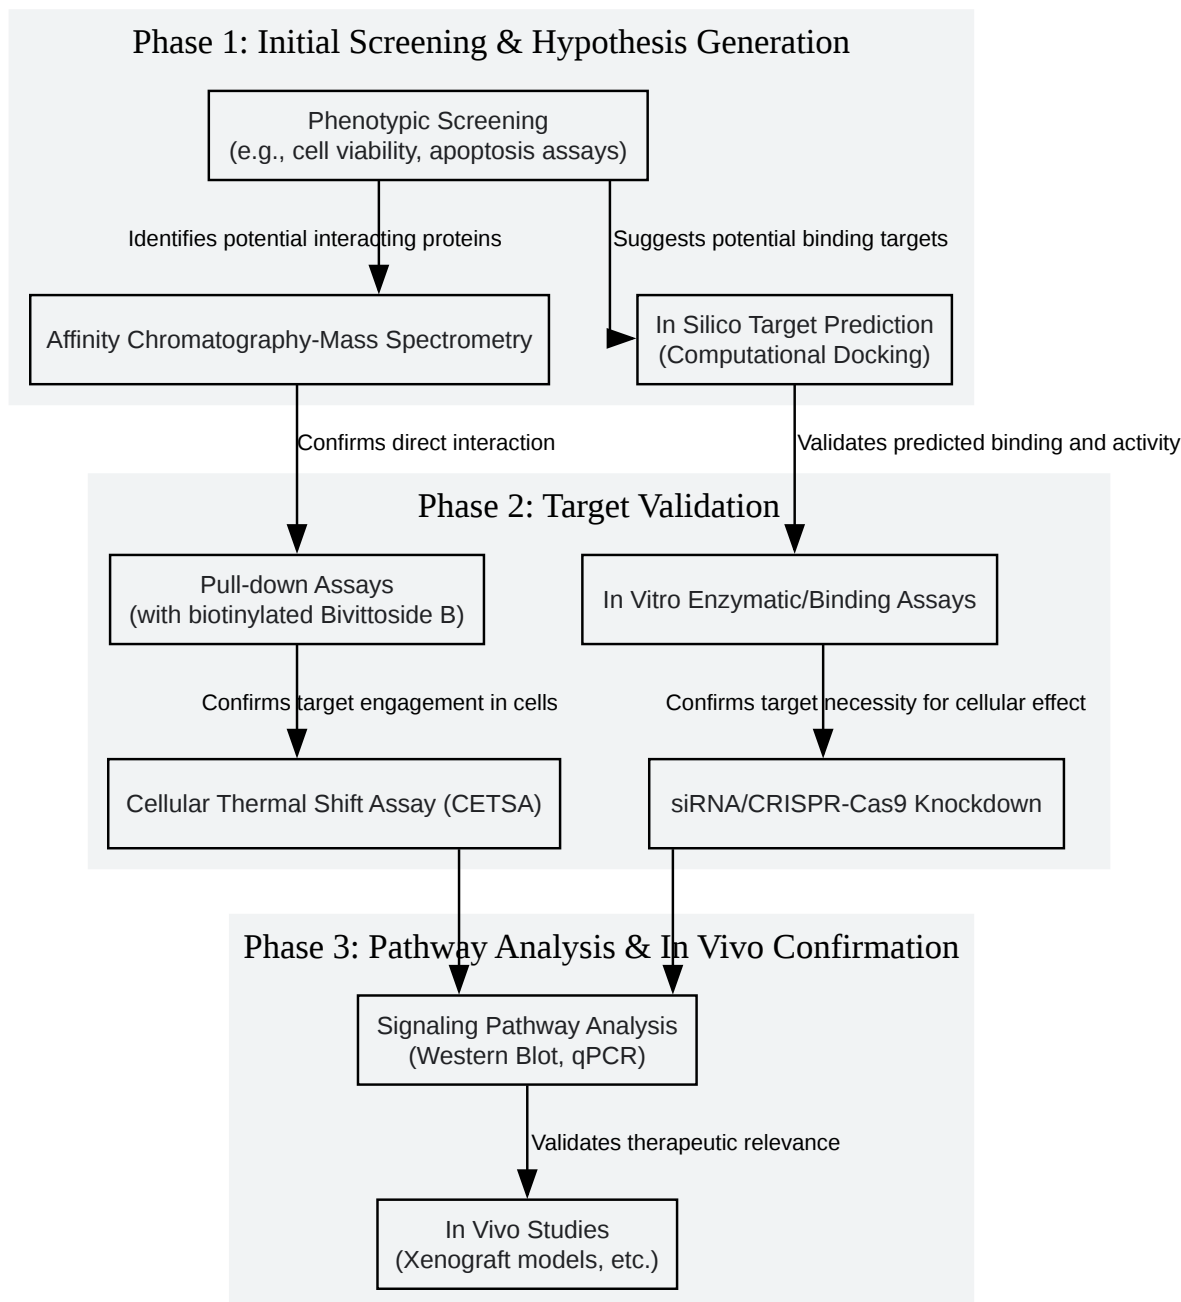 Phase 1: Initial Screening & Hypothesis Generation
Phenotypic Screening
(e.g., cell viability, apoptosis assays)
Identifies potential interacting proteins
Suggests potential binding targets
Affinity Chromatography-Mass Spectrometry
In Silico Target Prediction
(Computational Docking)
Confirms direct interaction
Validates predicted binding and activity
Phase 2: Target Validation
Pull-down Assays
(with biotinylated Bivittoside B)
In Vitro Enzymatic/Binding Assays
Confirms target engagement in cells
Confirms target necessity for cellular effect
Cellular Thermal Shift Assay (CETSA)
siRNA/CRISPR-Cas9 Knockdown
Phase 3: Pathway Analysis & In Vivo Confirmation
Signaling Pathway Analysis
(Western Blot, qPCR)
Validates therapeutic relevance
In Vivo Studies
(Xenograft models, etc.)